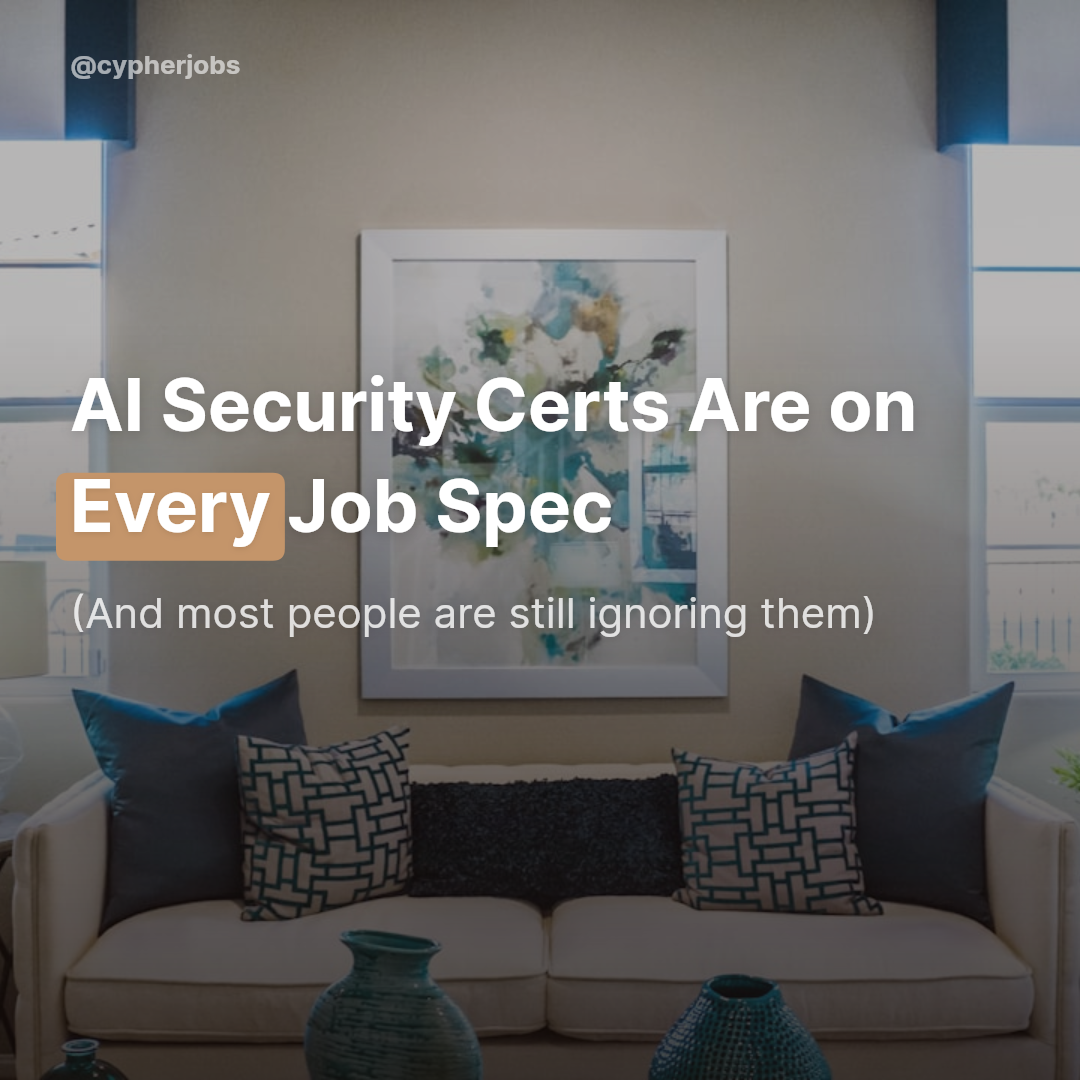 @cypherjobs
AI Security Certs Are on
Every Job Spec
(And most people are still ignoring them)